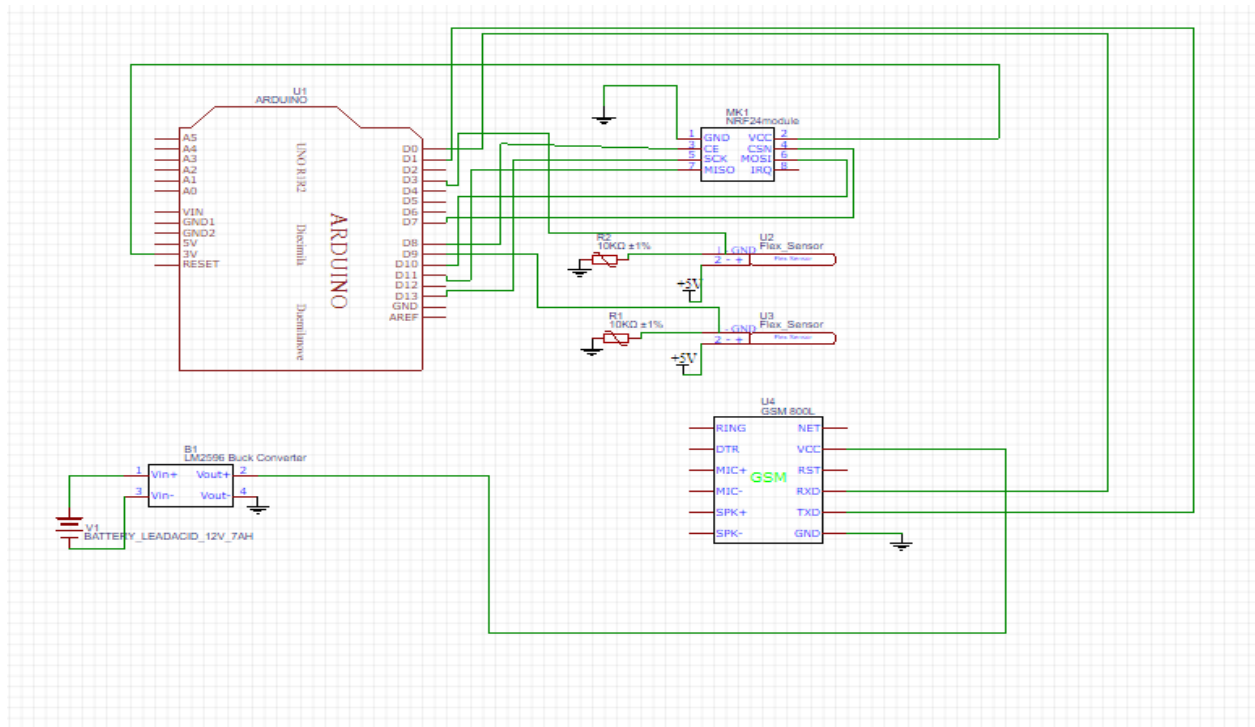 U1
ARDUINO
A5
A4
A3
A2
A1
A0
VIN
GND1
GND2
5V
3V
RESET
D0
D1
D2
D3
D4
D5
D6
D7
D8
D9
D10
D11
D12
D13
GND
AREF
UNO R1R2
Diecimila
Duemilanove
ARDUINO
MK1
NRF24module
1 GND VCC 2
3 CE CSN 4
5 SCK MOSI 6
7 MISO IRQ 8
R2
10KΩ ±1%
U2
Flex_Sensor
1 - GND
2 - +
Flex Sensor
+5V
R1
10KΩ ±1%
U3
Flex_Sensor
- GND
2 - +
Flex Sensor
+5V
U4
GSM 800L
RING NET
DTR VCC
MIC+ RST
GSM
MIC- RXD
SPK+ TXD
SPK- GND
B1
LM2596 Buck Converter
1 Vin+ Vout+ 2
3 Vin- Vout- 4
V1
BATTERY_LEADACID_12V_7AH